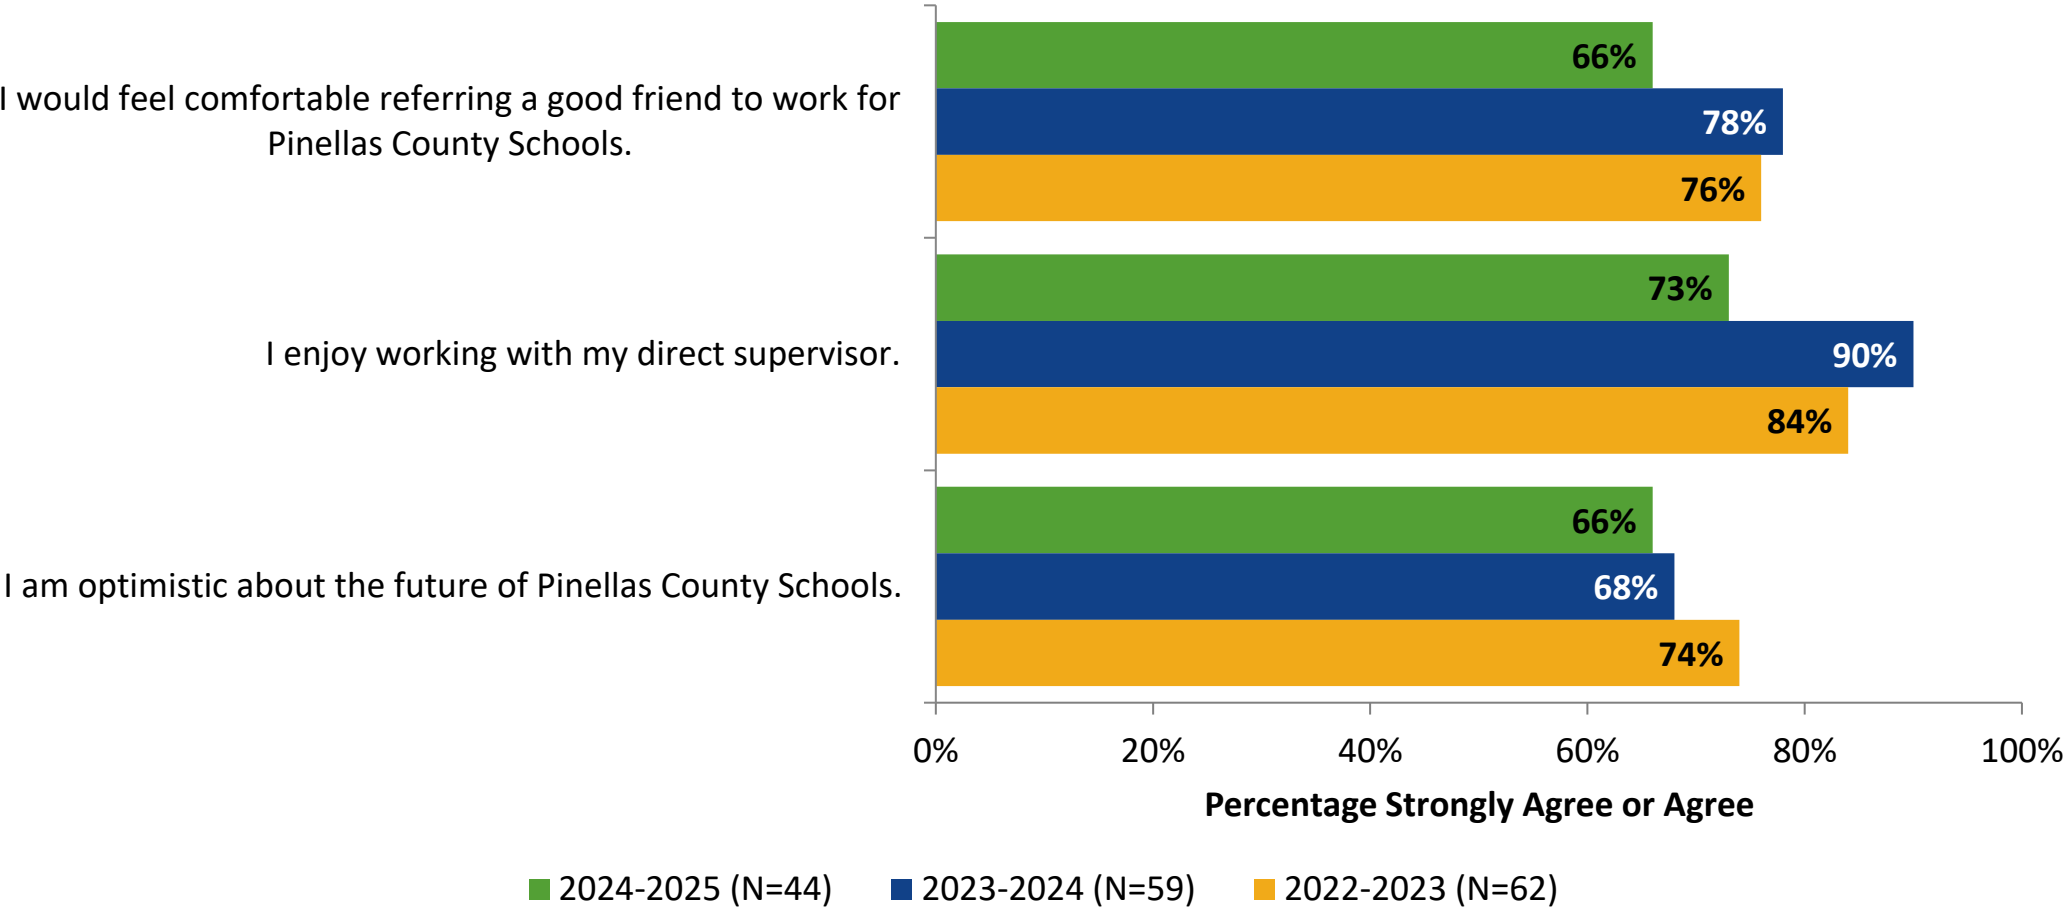 66%
I would feel comfortable referring a good friend to work for
Pinellas County Schools.
78%
76%
73%
I enjoy working with my direct supervisor.
90%
84%
66%
I am optimistic about the future of Pinellas County Schools.
68%
74%
0% 20% 40% 60% 80% 100%
Percentage Strongly Agree or Agree
2024-2025 (N=44) 2023-2024 (N=59) 2022-2023 (N=62)